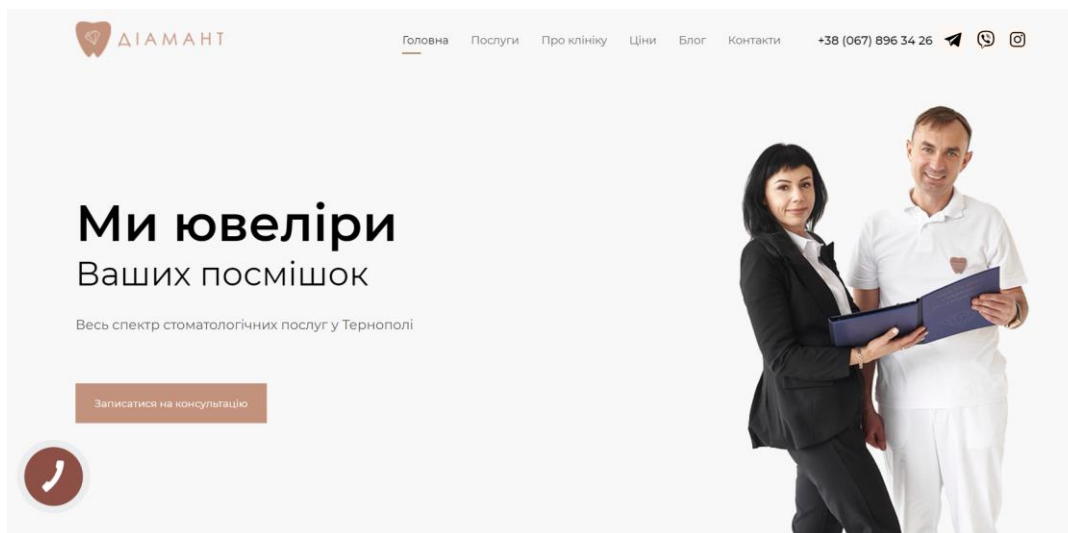 ДІАМАНТ
Головна Послуги Про клініку Ціни Блог Контакти +38 (067) 896 34 26
Ми ювеліри
Ваших посмішок
Весь спектр стоматологічних послуг у Тернополі
Записатися на консультацію